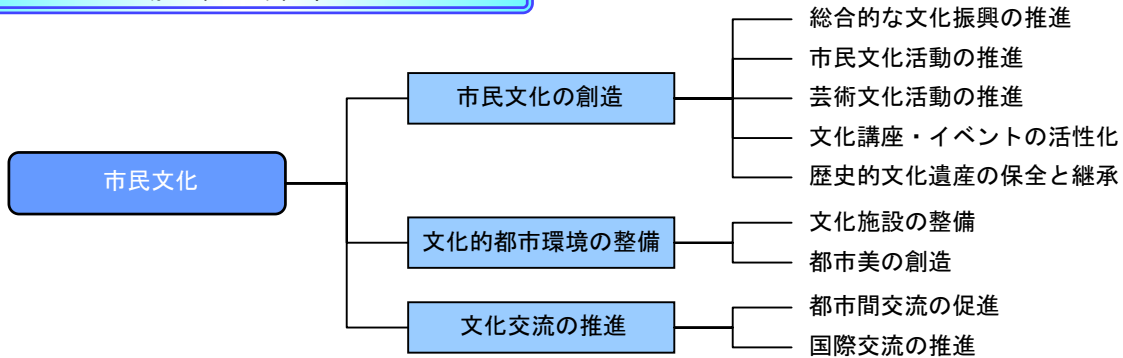 市民文化
市民文化の創造
総合的な文化振興の推進
市民文化活動の推進
芸術文化活動の推進
文化講座・イベントの活性化
歴史的文化遺産の保全と継承
文化的都市環境の整備
文化施設の整備
都市美の創造
文化交流の推進
都市間交流の促進
国際交流の推進